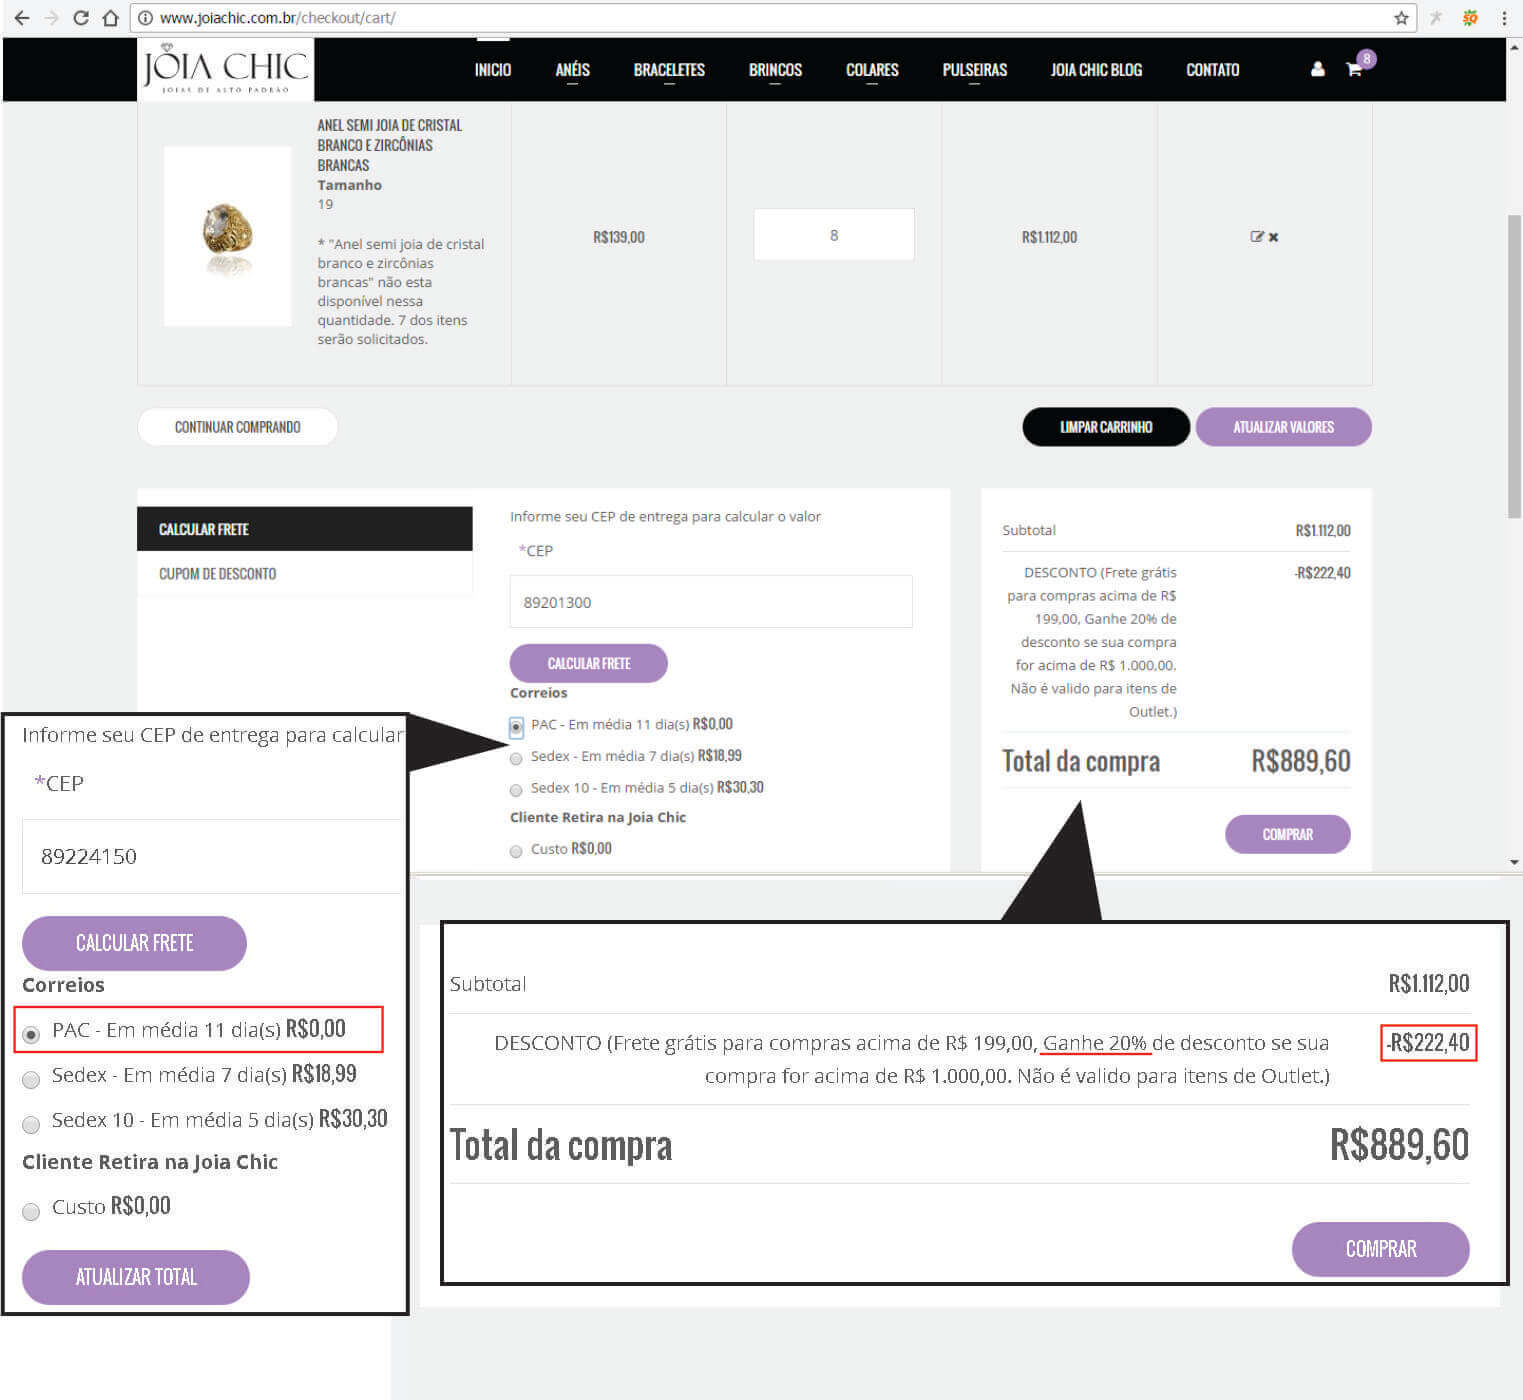 www.joiachic.com.br/checkout/cart/
JOIA CHIC
JOIAS DE ALTO PADRÃO
INICIO
ANÉIS
BRACELETES
BRINCOS
COLARES
PULSEIRAS
JOIA CHIC BLOG
CONTATO
8
ANEL SEMI JOIA DE CRISTAL
BRANCO E ZIRCÔNIAS
BRANCAS
Tamanho
19
* "Anel semi joia de cristal
branco e zircônias
brancas" não esta
disponível nessa
quantidade. 7 dos itens
serão solicitados.
R$139,00
8
R$1.112,00
CONTINUAR COMPRANDO
LIMPAR CARRINHO
ATUALIZAR VALORES
CALCULAR FRETE
CUPOM DE DESCONTO
Informe seu CEP de entrega para calcular o valor
*CEP
89201300
CALCULAR FRETE
Correios
PAC - Em média 11 dia(s) R$0,00
Sedex - Em média 7 dia(s) R$18,99
Sedex 10 - Em média 5 dia(s) R$30,30
Cliente Retira na Joia Chic
Custo R$0,00
Subtotal R$1.112,00
DESCONTO (Frete grátis -R$222,40
para compras acima de R$
199,00, Ganhe 20% de
desconto se sua compra
for acima de R$ 1.000,00.
Não é valido para itens de
Outlet.)
Total da compra R$889,60
COMPRAR
Informe seu CEP de entrega para calcular
*CEP
89224150
CALCULAR FRETE
Correios
PAC - Em média 11 dia(s) R$0,00
Sedex - Em média 7 dia(s) R$18,99
Sedex 10 - Em média 5 dia(s) R$30,30
Cliente Retira na Joia Chic
Custo R$0,00
ATUALIZAR TOTAL
Subtotal R$1.112,00
DESCONTO (Frete grátis para compras acima de R$ 199,00, Ganhe 20% de desconto se sua -R$222,40
compra for acima de R$ 1.000,00. Não é valido para itens de Outlet.)
Total da compra R$889,60
COMPRAR